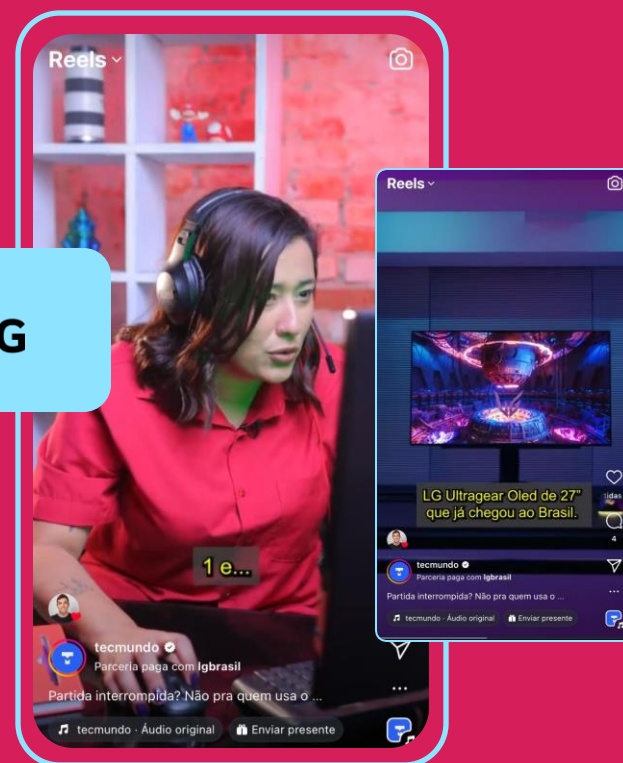 Reels
G
1 e...
tecmundo
Parceria paga com lgbrasil
Partida interrompida? Não pra quem usa o ...
tecmundo · Áudio original
Enviar presente
Reels
LG Ultragear Oled de 27”
que já chegou ao Brasil.
4
tecmundo
Parceria paga com lgbrasil
Partida interrompida? Não pra quem usa o ...
tecmundo · Áudio original
Enviar presente